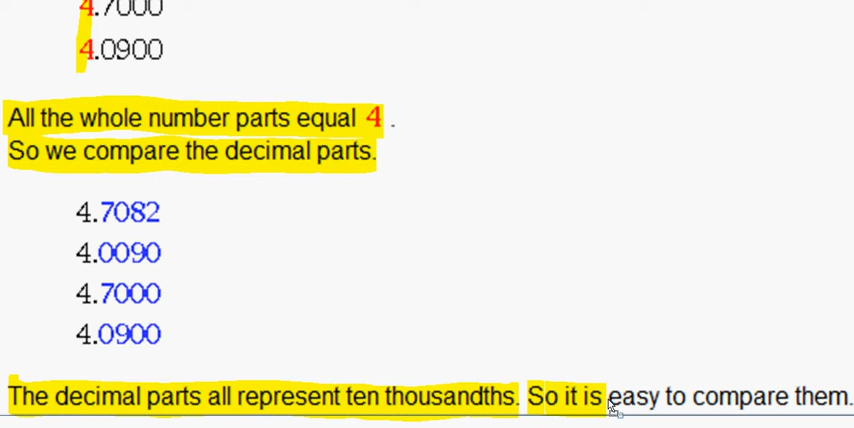 4.7000
4.0900
All the whole number parts equal 4 .
So we compare the decimal parts.
4.7082
4.0090
4.7000
4.0900
The decimal parts all represent ten thousandths. So it is easy to compare them.